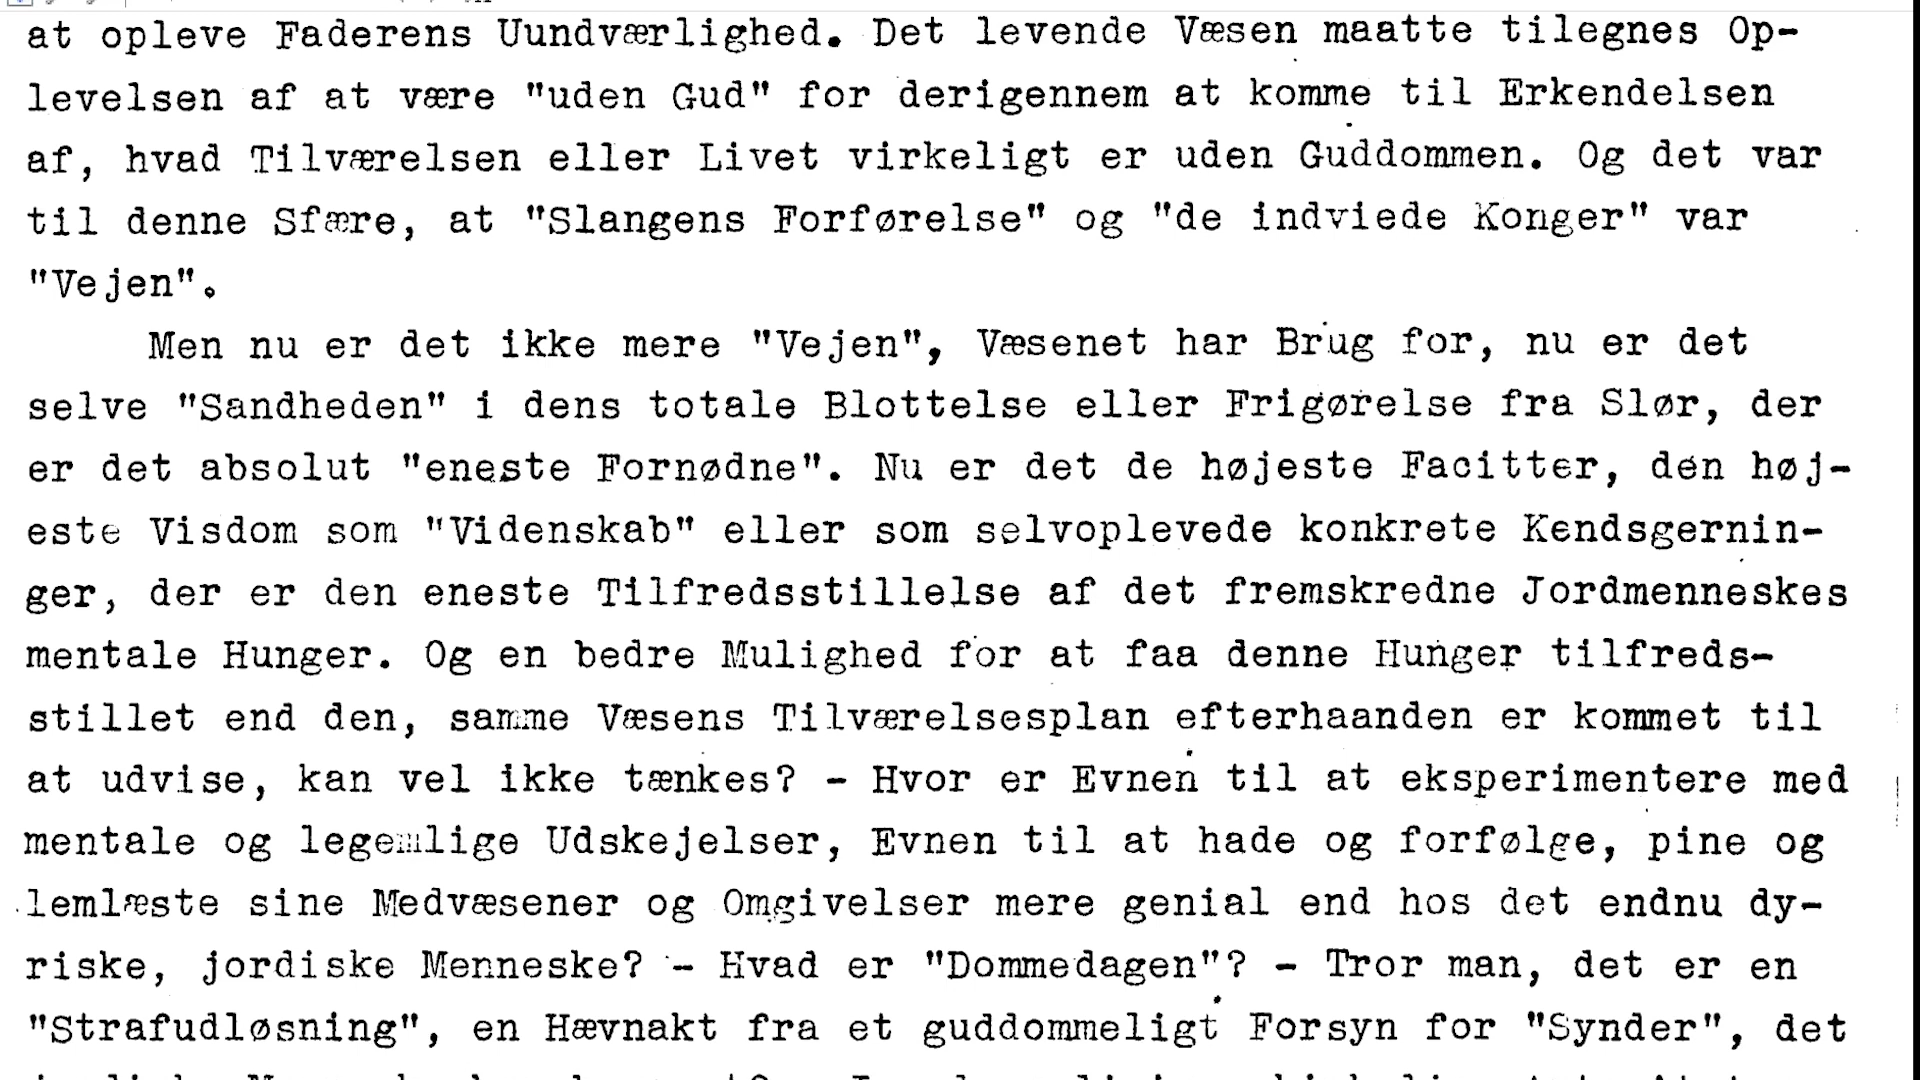 at opleve Faderens Uundværlighed. Det levende Væsen maatte tilegnes Op-
levelsen af at være "uden Gud" for derigennem at komme til Erkendelsen
af, hvad Tilværelsen eller Livet virkeligt er uden Guddommen. Og det var
til denne Sfære, at "Slangens Forførelse" og "de indviede Konger" var
"Vejen".
Men nu er det ikke mere "Vejen", Væsenet har Brug for, nu er det
selve "Sandheden" i dens totale Blottelse eller Frigørelse fra Slør, der
er det absolut "eneste Fornødne". Nu er det de højeste Facitter, den høj-
este Visdom som "Videnskab" eller som selvoplevede konkrete Kendsgernin-
ger, der er den eneste Tilfredsstillelse af det fremskredne Jordmenneskes
mentale Hunger. Og en bedre Mulighed for at faa denne Hunger tilfreds-
stillet end den, samme Væsens Tilværelsesplan efterhaanden er kommet til
at udvise, kan vel ikke tænkes? - Hvor er Evnen til at eksperimentere med
mentale og legemlige Udskejelser, Evnen til at hade og forfølge, pine og
lemlæste sine Medvæsener og Omgivelser mere genial end hos det endnu dy-
riske, jordiske Menneske? - Hvad er "Dommedagen"? - Tror man, det er en
"Strafudløsning", en Hævnakt fra et guddommeligt Forsyn for "Synder", det